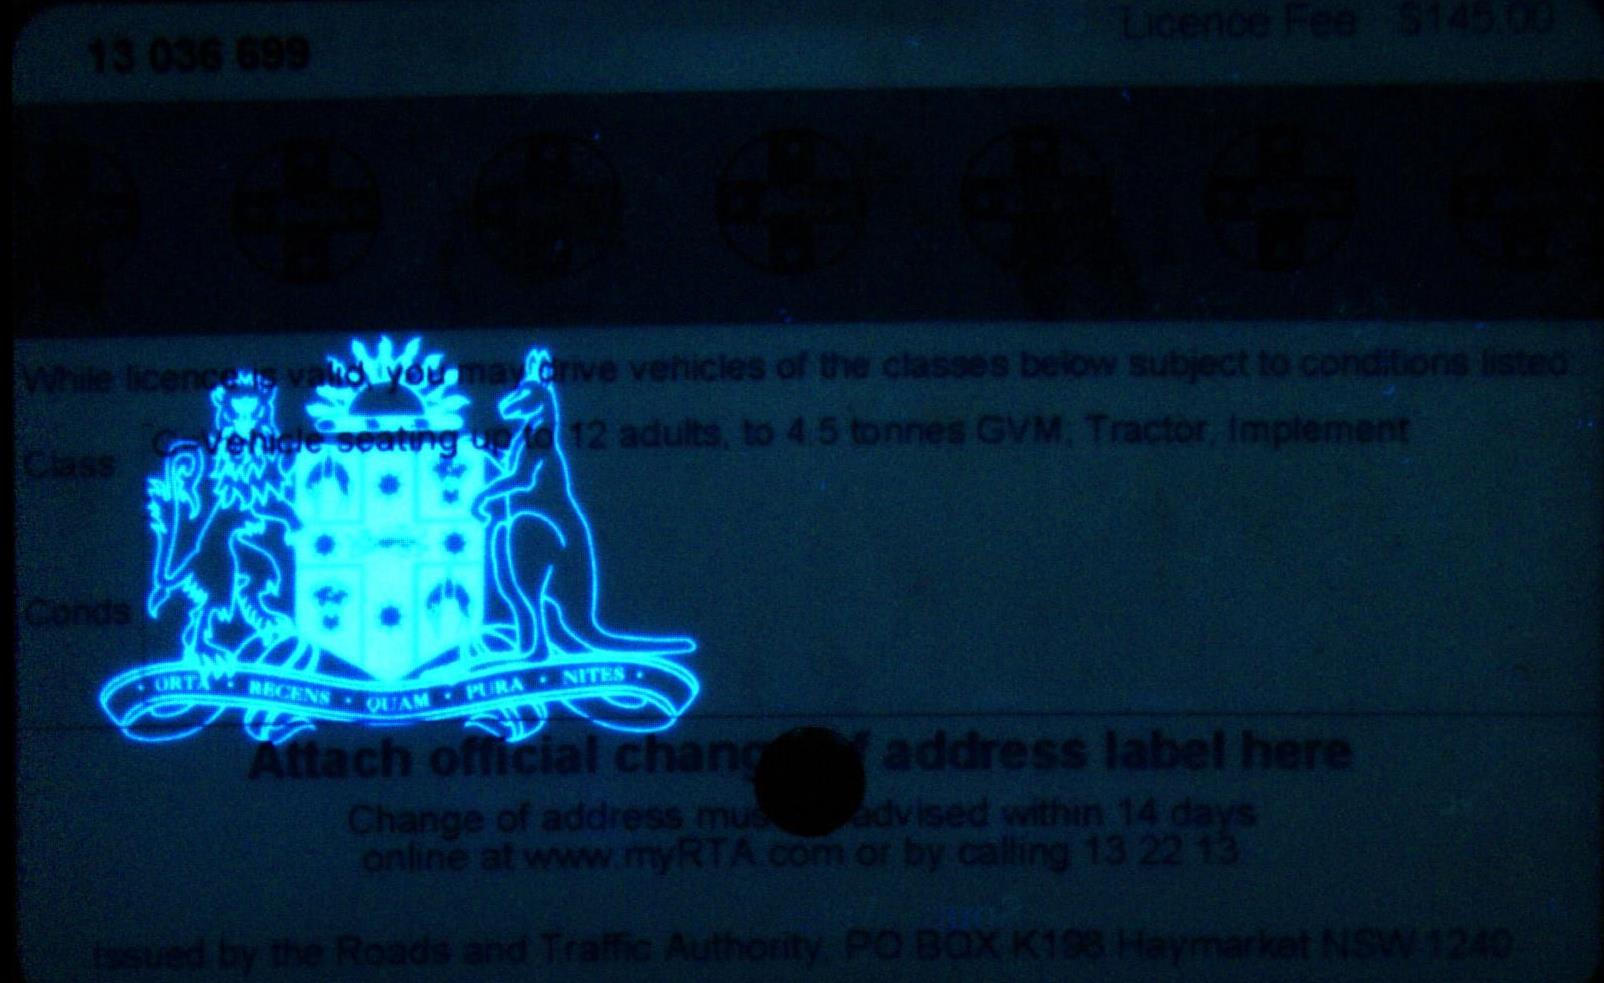 Licence Fee $145.00
13 036 699
While licence is valid you may drive vehicles of the classes below subject to conditions listed
C-Vehicle seating up to 12 adults, to 4.5 tonnes GVM, Tractor, Implement
Class
Conds
ORTA • RECENS • QUAM • PURA • NITES
Attach official change of address label here
Change of address mus advised within 14 days
online at www.myRTA.com or by calling 13 22 13
Issued by the Roads and Traffic Authority, PO BOX K198 Haymarket NSW 1240